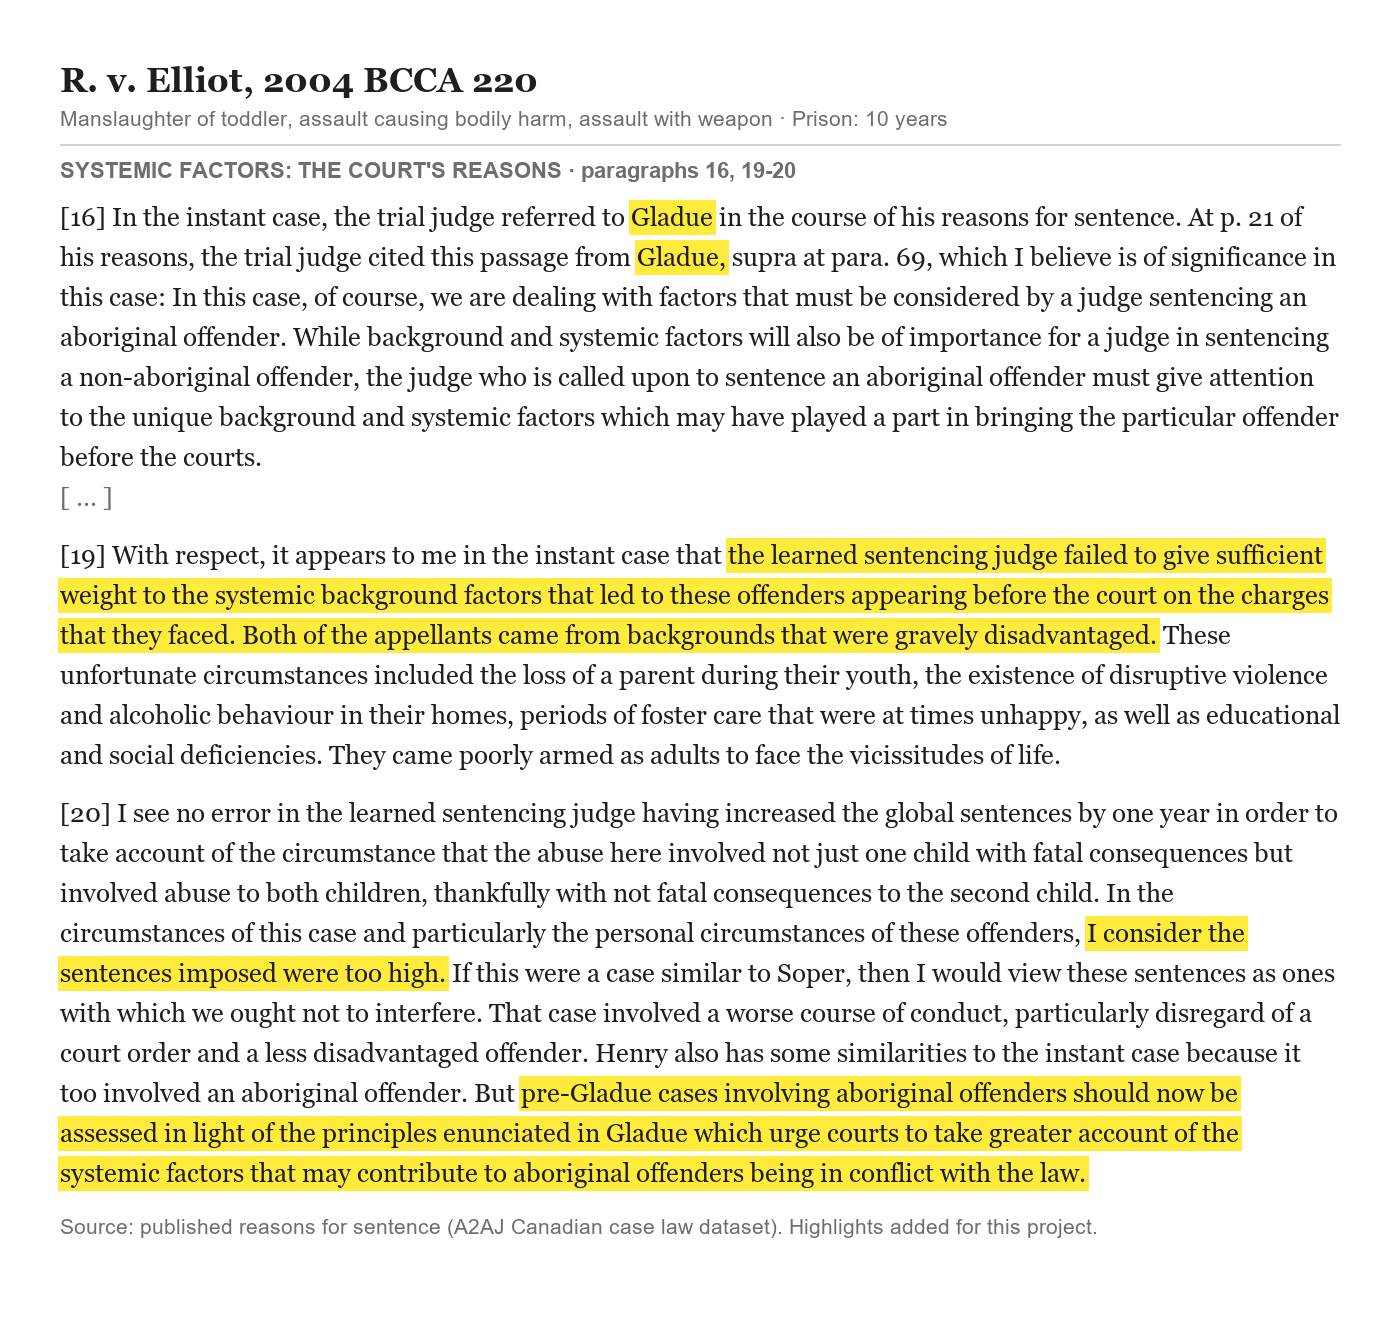 R. v. Elliot, 2004 BCCA 220
Manslaughter of toddler, assault causing bodily harm, assault with weapon · Prison: 10 years
SYSTEMIC FACTORS: THE COURT'S REASONS · paragraphs 16, 19-20
[16] In the instant case, the trial judge referred to Gladue in the course of his reasons for sentence. At p. 21 of
his reasons, the trial judge cited this passage from Gladue, supra at para. 69, which I believe is of significance in
this case: In this case, of course, we are dealing with factors that must be considered by a judge sentencing an
aboriginal offender. While background and systemic factors will also be of importance for a judge in sentencing
a non-aboriginal offender, the judge who is called upon to sentence an aboriginal offender must give attention
to the unique background and systemic factors which may have played a part in bringing the particular offender
before the courts.
[ ... ]
[19] With respect, it appears to me in the instant case that the learned sentencing judge failed to give sufficient
weight to the systemic background factors that led to these offenders appearing before the court on the charges
that they faced. Both of the appellants came from backgrounds that were gravely disadvantaged. These
unfortunate circumstances included the loss of a parent during their youth, the existence of disruptive violence
and alcoholic behaviour in their homes, periods of foster care that were at times unhappy, as well as educational
and social deficiencies. They came poorly armed as adults to face the vicissitudes of life.
[20] I see no error in the learned sentencing judge having increased the global sentences by one year in order to
take account of the circumstance that the abuse here involved not just one child with fatal consequences but
involved abuse to both children, thankfully with not fatal consequences to the second child. In the
circumstances of this case and particularly the personal circumstances of these offenders, I consider the
sentences imposed were too high. If this were a case similar to Soper, then I would view these sentences as ones
with which we ought not to interfere. That case involved a worse course of conduct, particularly disregard of a
court order and a less disadvantaged offender. Henry also has some similarities to the instant case because it
too involved an aboriginal offender. But pre-Gladue cases involving aboriginal offenders should now be
assessed in light of the principles enunciated in Gladue which urge courts to take greater account of the
systemic factors that may contribute to aboriginal offenders being in conflict with the law.
Source: published reasons for sentence (A2AJ Canadian case law dataset). Highlights added for this project.